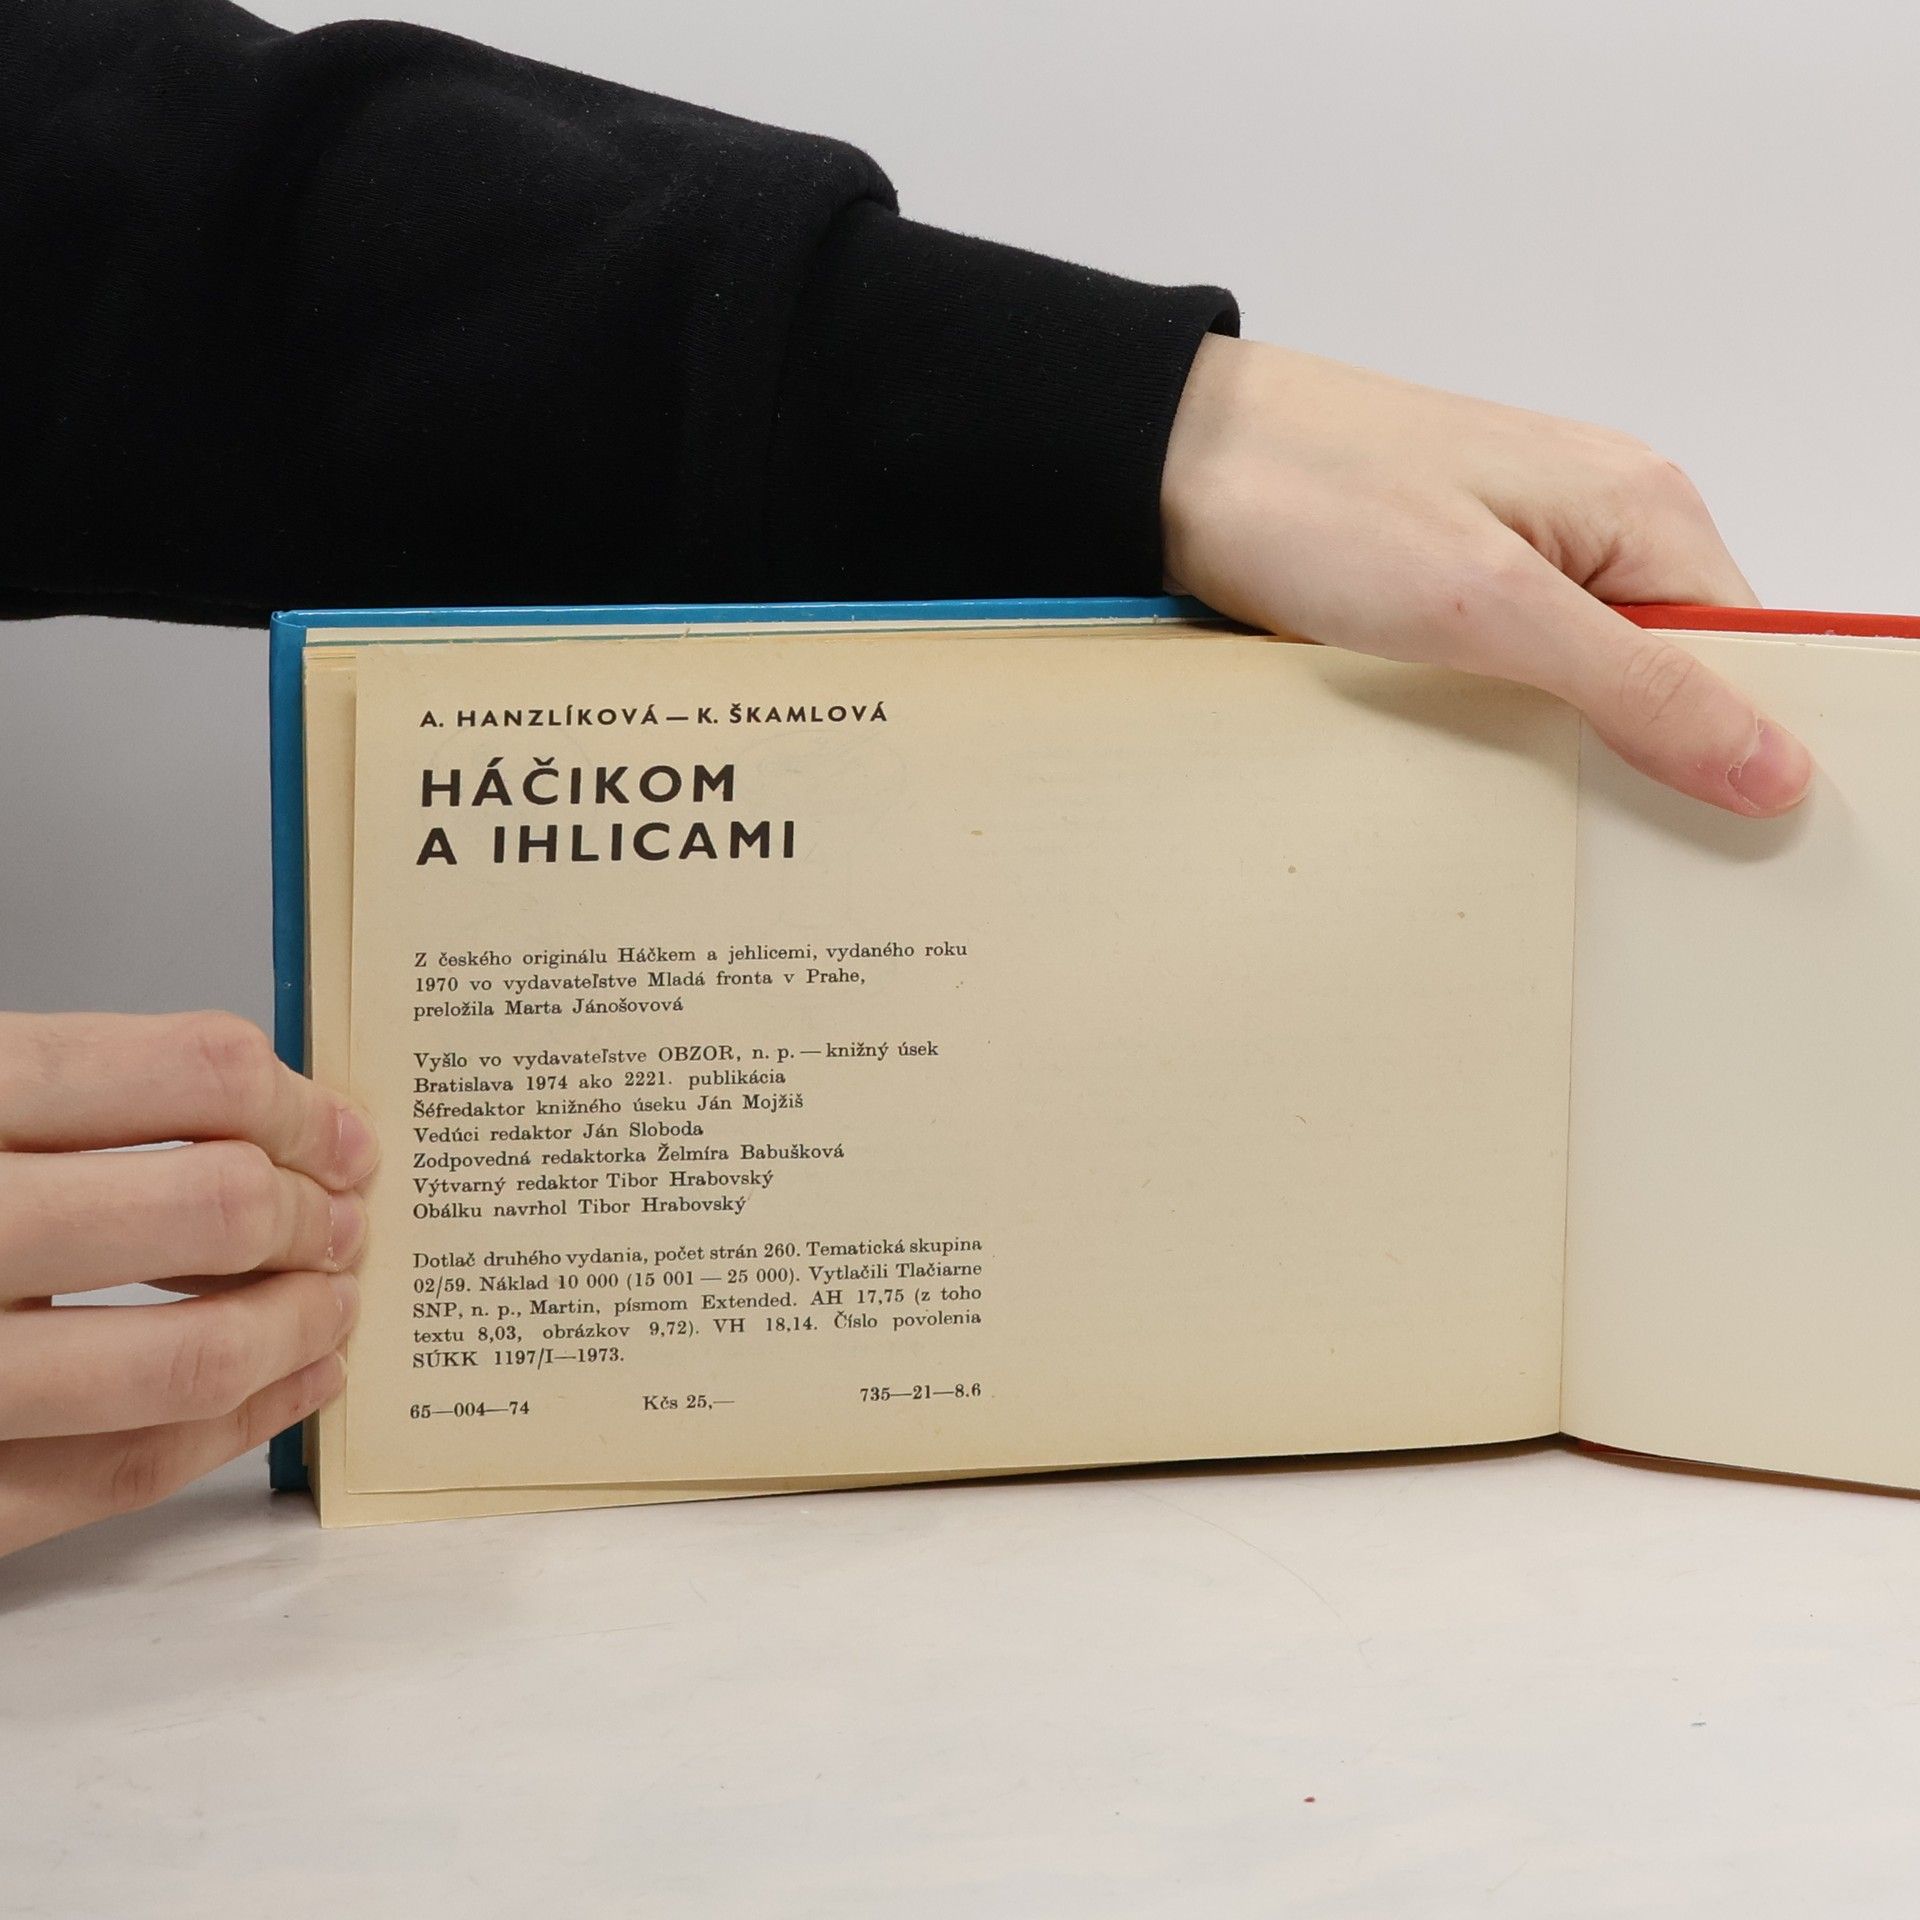 A. HANZLÍKOVÁ — K. ŠKAMLOVÁ
HÁČIKOM
A IHLICAMI
Z českého originálu Háčkem a jehlicemi, vydaného roku
1970 vo vydavateľstve Mladá fronta v Prahe,
preložila Marta Jánošovová
Vyšlo vo vydavateľstve OBZOR, n. p. — knižný úsek
Bratislava 1974 ako 2221. publikácia
Šéfredaktor knižného úseku Ján Mojžiš
Vedúci redaktor Ján Sloboda
Zodpovedná redaktorka Želmíra Babušková
Výtvarný redaktor Tibor Hrabovský
Obálku navrhol Tibor Hrabovský
Dotlač druhého vydania, počet strán 260. Tematická skupina
02/59. Náklad 10 000 (15 001 — 25 000). Vytlačili Tlačiarne
SNP, n. p., Martin, písmom Extended. AH 17,75 (z toho
textu 8,03, obrázkov 9,72). VH 18,14. Číslo povolenia
SÚKK 1197/I—1973.
65—004—74 Kčs 25,— 735—21—8.6